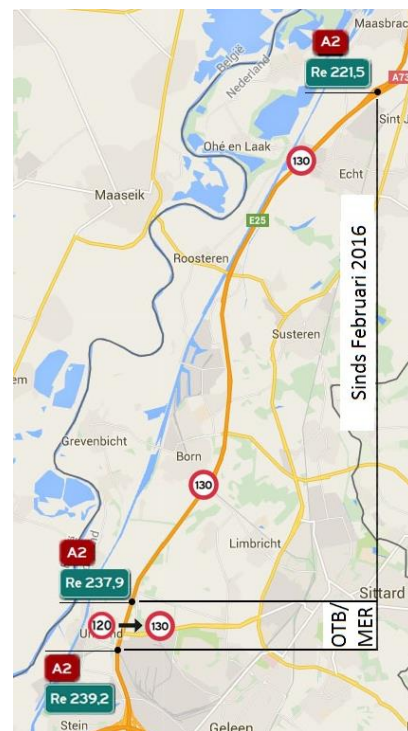 Maasbrac
A2
Re 221,5
België
Nederland
A73
Sint J
Ohé en Laak
130
Echt
Maaseik
E25
Roosteren
Sinds Februari 2016
Susteren
Grevenbicht
Born
130
Limbricht
A2
Re 237,9
Sittard
OTB/
MER
120
130
A2
Re 239,2
Stein
Geleen